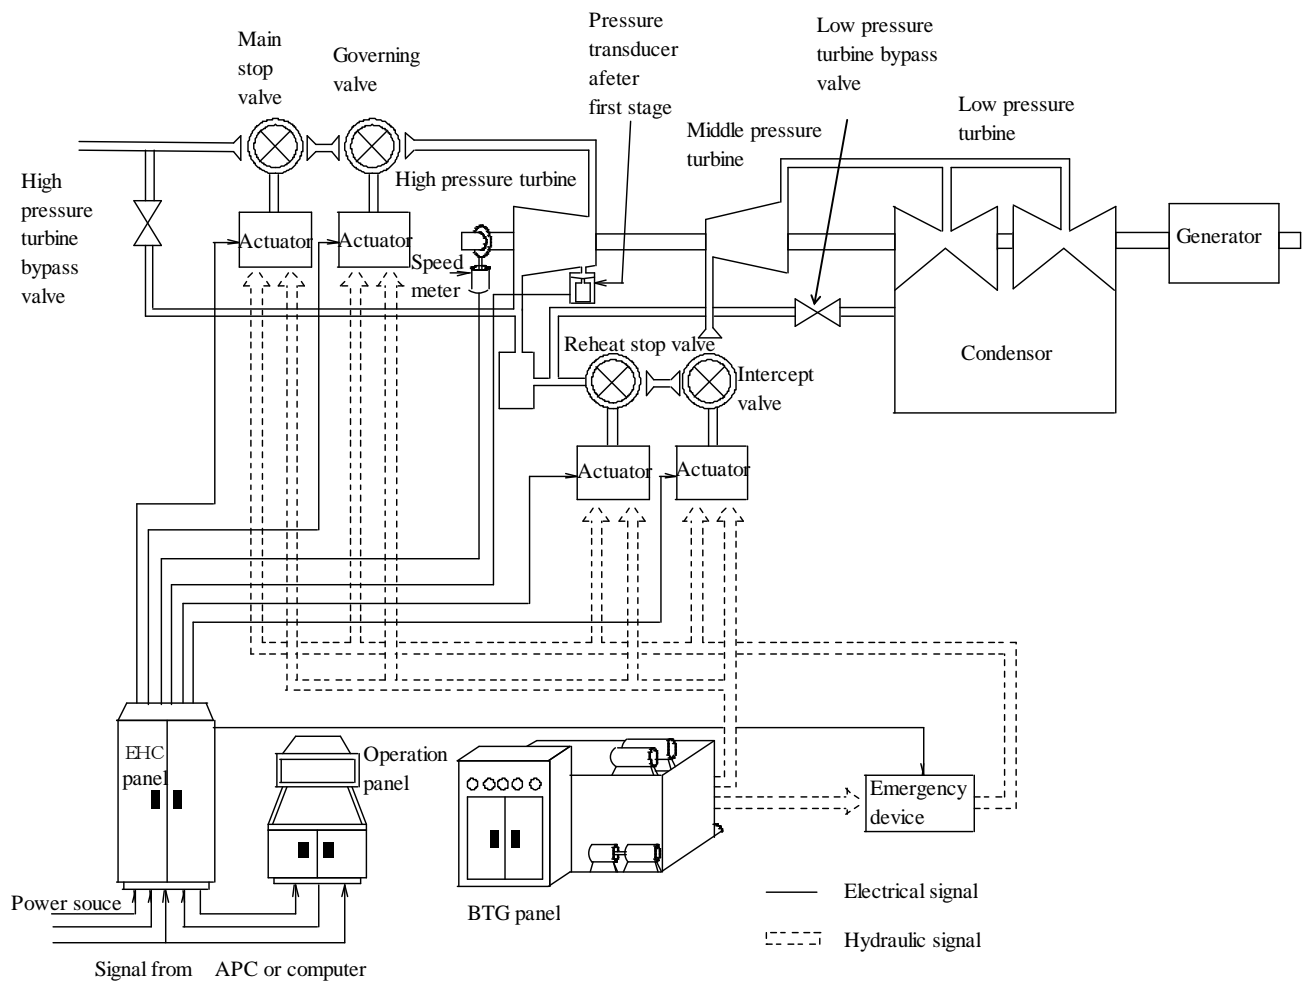 Main
stop
valve
Governing
valve
Pressure
transducer
afeter
first stage
Low pressure
turbine bypass
valve
Middle pressure
turbine
Low pressure
turbine
High
pressure
turbine
bypass
valve
High pressure turbine
Actuator
Actuator
Speed
meter
Generator
Reheat stop valve
Intercept
valve
Condensor
Actuator
Actuator
EHC
panel
Operation
panel
Emergency
device
BTG panel
Power souce
Signal from APC or computer
Electrical signal
Hydraulic signal